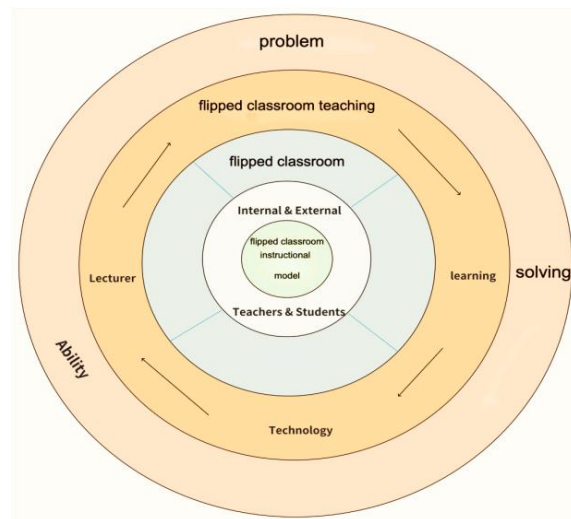 problem
flipped classroom teaching
flipped classroom
Internal & External
flipped classroom
instructional
model
Lecturer
learning
solving
Teachers & Students
Ability
Technology